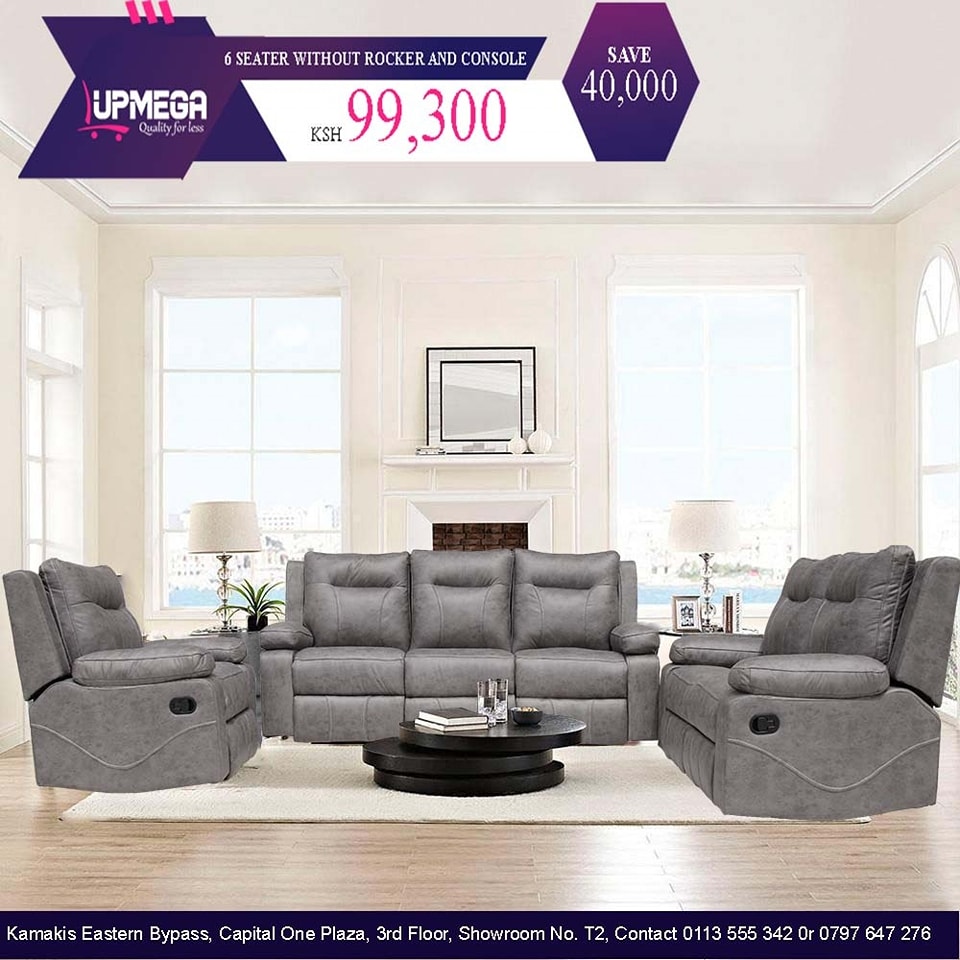 6 SEATER WITHOUT ROCKER AND CONSOLE
SAVE
40,000
UPMEGA
Quality for less
KSH 99,300
Kamakis Eastern Bypass, Capital One Plaza, 3rd Floor, Showroom No. T2, Contact 0113 555 342 0r 0797 647 276